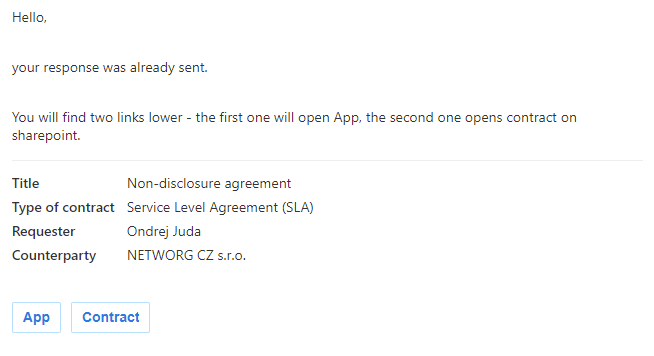 Hello,
your response was already sent.
You will find two links lower - the first one will open App, the second one opens contract on
sharepoint.
Title Non-disclosure agreement
Type of contract Service Level Agreement (SLA)
Requester Ondrej Juda
Counterparty NETWORG CZ s.r.o.
App Contract